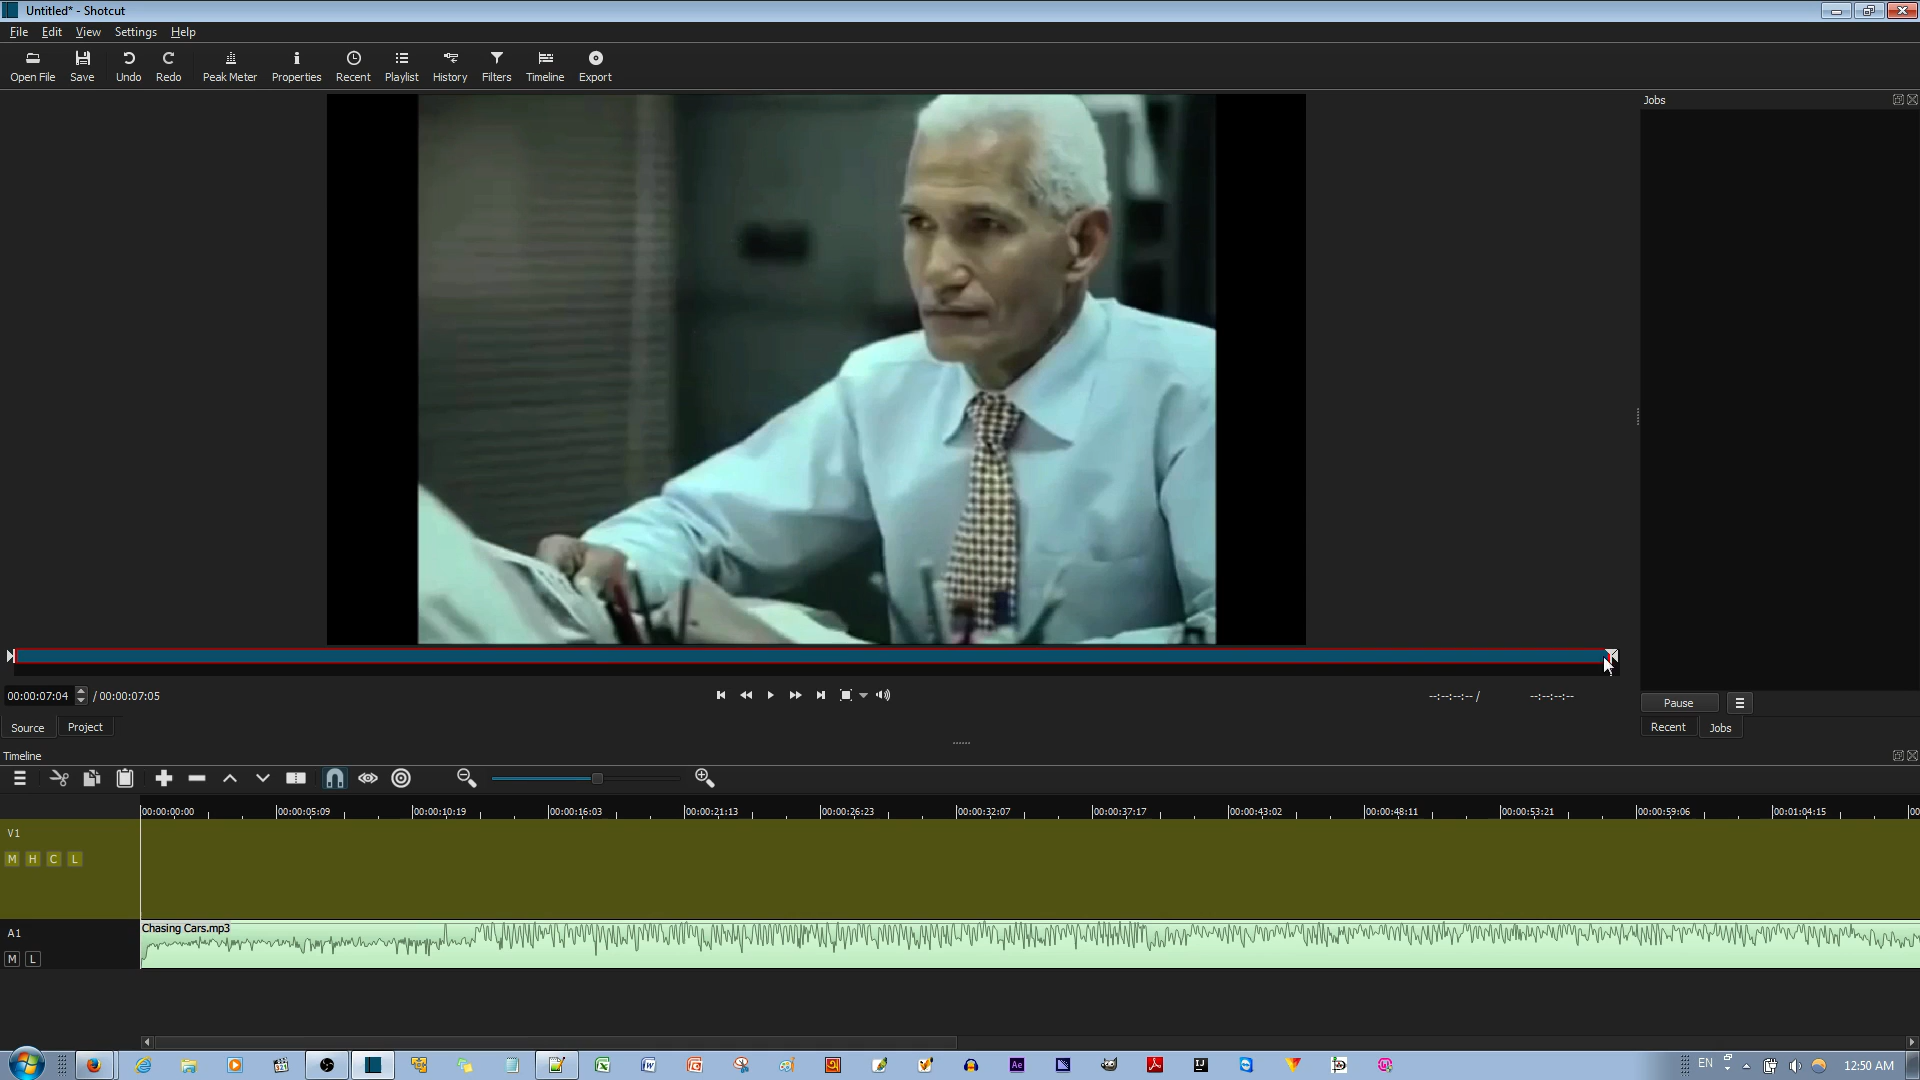 Untitled* - Shotcut
File Edit View Settings Help
Open File Save Undo Redo Peak Meter Properties Recent Playlist History Filters Timeline Export
Jobs
00:00:07:04 / 00:00:07:05
--:--:--:-- / --:--:--:--
Pause
Source Project
Recent Jobs
Timeline
00:00:00:00 00:00:05:09 00:00:10:19 00:00:16:03 00:00:21:13 00:00:26:23 00:00:32:07 00:00:37:17 00:00:43:02 00:00:48:11 00:00:53:21 00:00:59:06 00:01:04:15 00
V1
M H C L
A1
Chasing Cars.mp3
M L
EN
12:50 AM